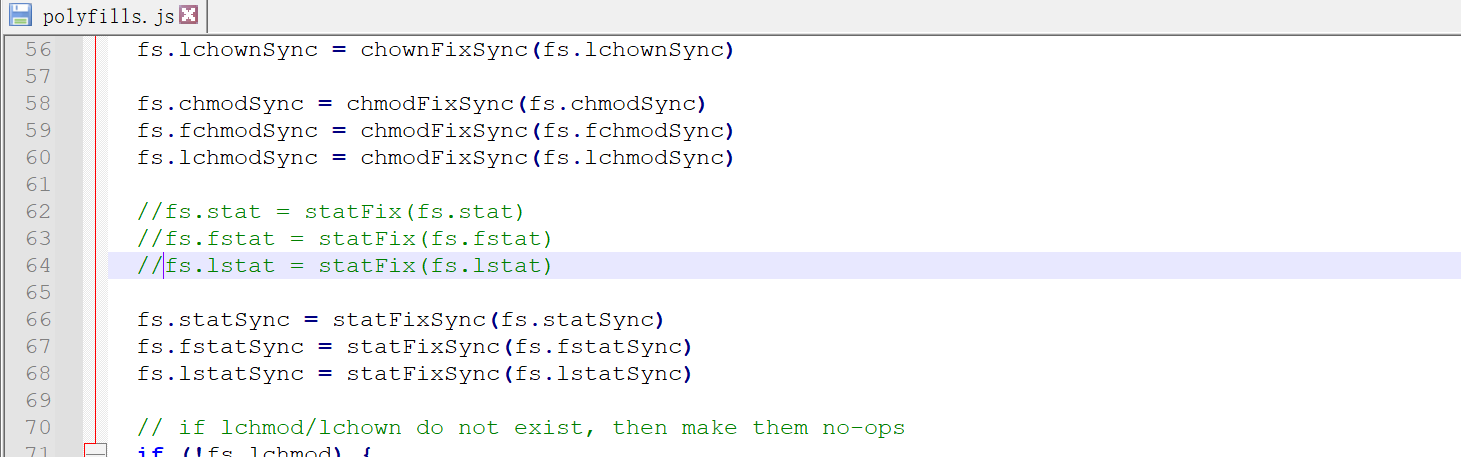 polyfills.js
56 fs.lchownSync = chownFixSync(fs.lchownSync)
57
58 fs.chmodSync = chmodFixSync(fs.chmodSync)
59 fs.fchmodSync = chmodFixSync(fs.fchmodSync)
60 fs.lchmodSync = chmodFixSync(fs.lchmodSync)
61
62 //fs.stat = statFix(fs.stat)
63 //fs.fstat = statFix(fs.fstat)
64 //fs.lstat = statFix(fs.lstat)
65
66 fs.statSync = statFixSync(fs.statSync)
67 fs.fstatSync = statFixSync(fs.fstatSync)
68 fs.lstatSync = statFixSync(fs.lstatSync)
69
70 // if lchmod/lchown do not exist, then make them no-ops
71 if (!fs.lchmod) {